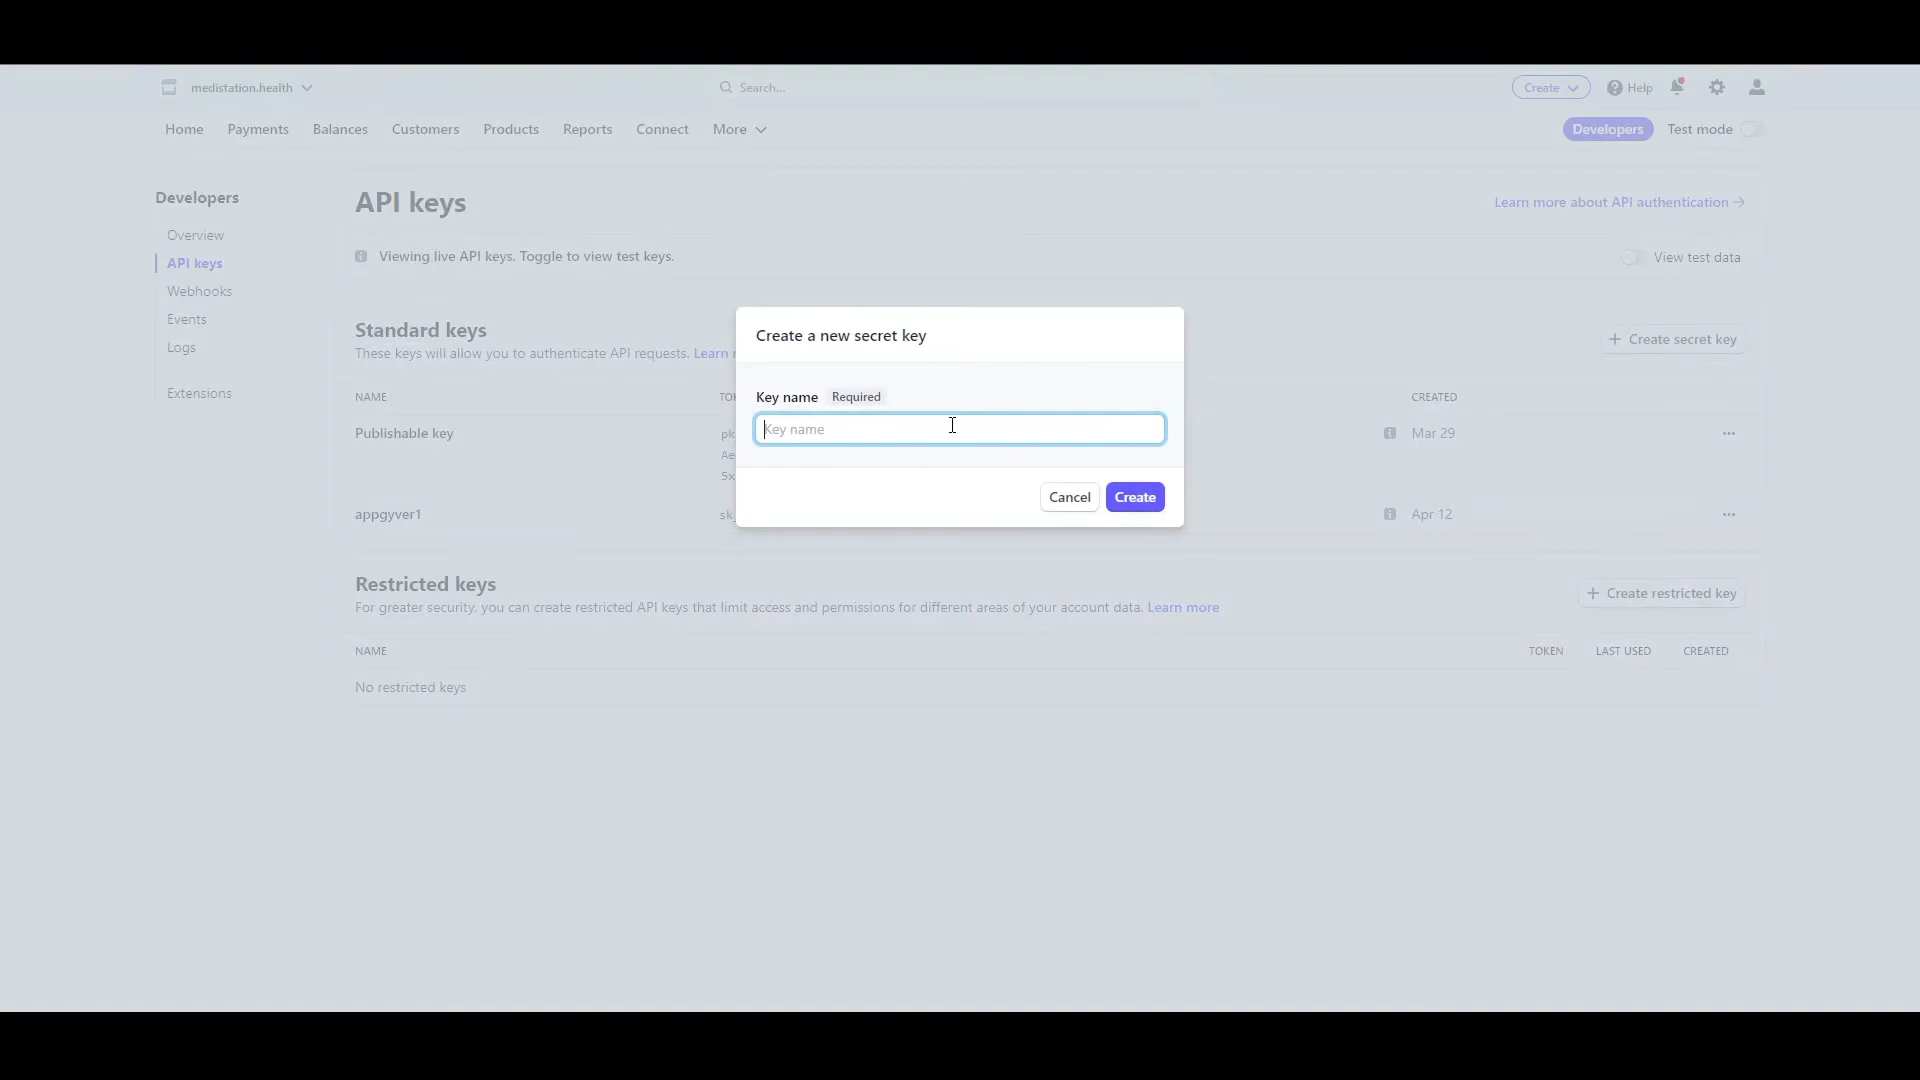 medistation.health
Search...
Create
Help
Home Payments Balances Customers Products Reports Connect More
Developers Test mode
Developers
Overview
API keys
Webhooks
Events
Logs
Extensions
API keys
Learn more about API authentication →
Viewing live API keys. Toggle to view test keys.
View test data
Standard keys
These keys will allow you to authenticate API requests. Learn
+ Create secret key
NAME CREATED
Publishable key pk Mar 29
Ae
5x
appgyver1 sk_ Apr 12
Create a new secret key
Key name Required
Key name
Cancel Create
Restricted keys
For greater security, you can create restricted API keys that limit access and permissions for different areas of your account data. Learn more
+ Create restricted key
NAME TOKEN LAST USED CREATED
No restricted keys